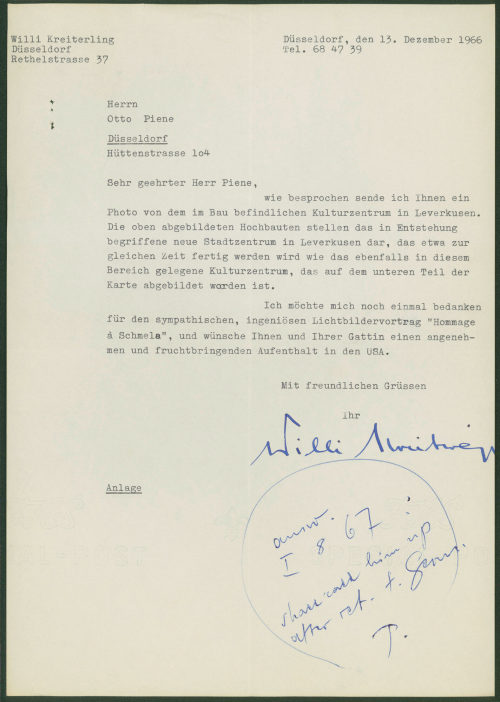 Willi Kreiterling
Düsseldorf
Rethelstrasse 37
Düsseldorf, den 13. Dezember 1966
Tel. 68 47 39
Herrn
Otto Piene
Düsseldorf
Hüttenstrasse lo4
Sehr geehrter Herr Piene,
wie besprochen sende ich Ihnen ein
Photo von dem im Bau befindlichen Kulturzentrum in Leverkusen.
Die oben abgebildeten Hochbauten stellen das in Entstehung
begriffene neue Stadtzentrum in Leverkusen dar, das etwa zur
gleichen Zeit fertig werden wird wie das ebenfalls in diesem
Bereich gelegene Kulturzentrum, das auf dem unteren Teil der
Karte abgebildet worden ist.
Ich möchte mich noch einmal bedanken
für den sympathischen, ingeniösen Lichtbildervortrag "Hommage
á Schmela", und wünsche Ihnen und Ihrer Gattin einen angeneh-
men und fruchtbringenden Aufenthalt in den USA.
Mit freundlichen Grüssen
Ihr
Willi Kreiterling
Anlage
answ. :
I 8 67
shall call him up
after ret. t. Germ.
P.